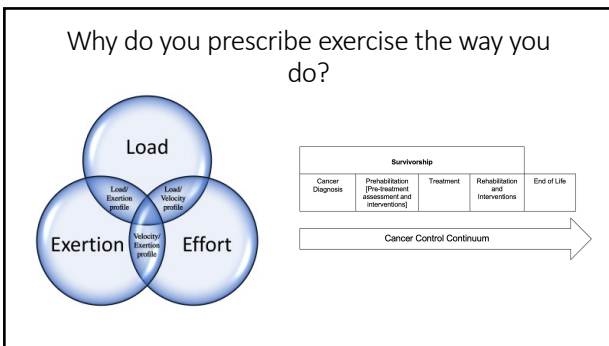 Why do you prescribe exercise the way you
do?
Load
Load/
Exertion
profile
Load/
Velocity
profile
Exertion
Velocity/
Exertion
profile
Effort
Survivorship
Cancer
Diagnosis
Prehabilitation
[Pre-treatment
assessment and
interventions]
Treatment
Rehabilitation
and
Interventions
End of Life
Cancer Control Continuum